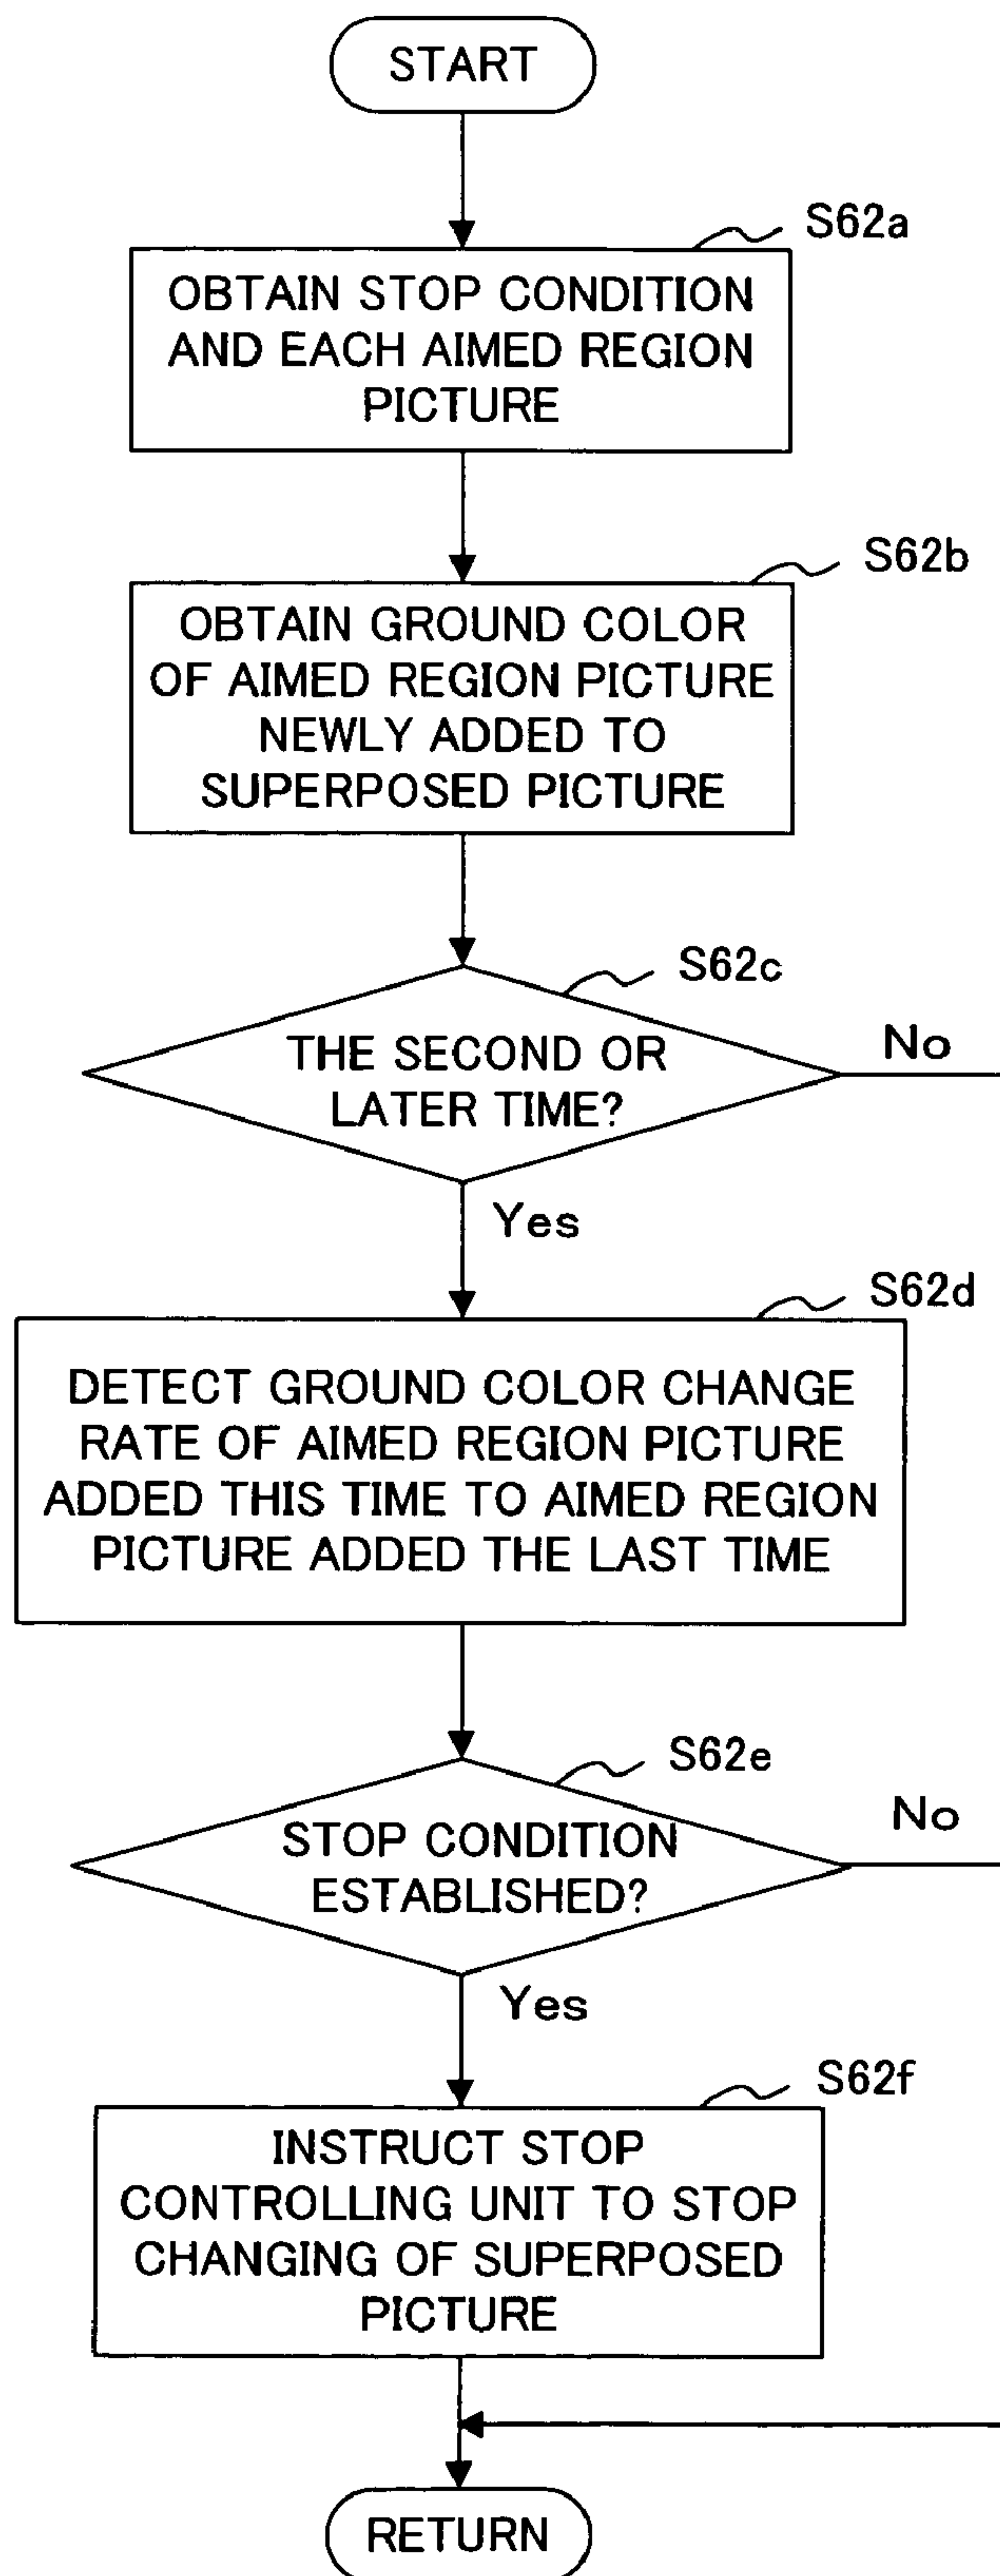 START
S62a
OBTAIN STOP CONDITION
AND EACH AIMED REGION
PICTURE
S62b
OBTAIN GROUND COLOR
OF AIMED REGION PICTURE
NEWLY ADDED TO
SUPERPOSED PICTURE
S62c
THE SECOND OR
LATER TIME?
No
Yes
S62d
DETECT GROUND COLOR CHANGE
RATE OF AIMED REGION PICTURE
ADDED THIS TIME TO AIMED REGION
PICTURE ADDED THE LAST TIME
S62e
STOP CONDITION
ESTABLISHED?
No
Yes
S62f
INSTRUCT STOP
CONTROLLING UNIT TO STOP
CHANGING OF SUPERPOSED
PICTURE
RETURN